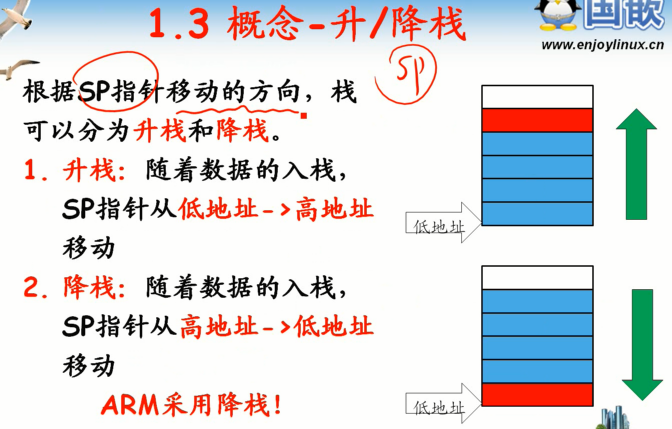 1.3 概念-升/降栈
国嵌
www.enjoylinux.cn
SP
根据SP指针移动的方向，栈
可以分为升栈和降栈。
1. 升栈：随着数据的入栈，
SP指针从低地址->高地址
移动
低地址
2. 降栈：随着数据的入栈，
SP指针从高地址->低地址
移动
低地址
ARM采用降栈！